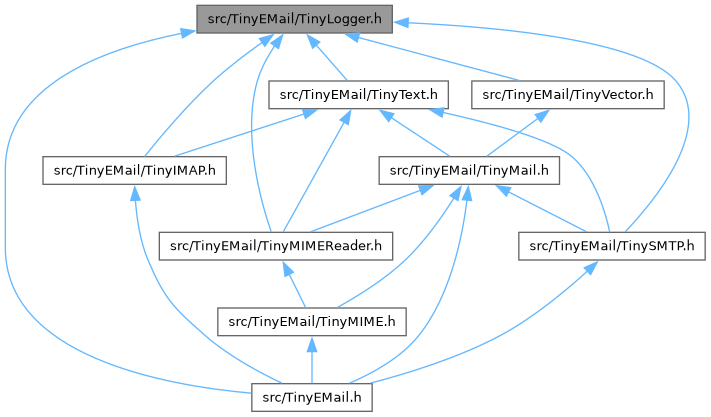 src/TinyEMail/TinyLogger.h
src/TinyEMail/TinyText.h
src/TinyEMail/TinyVector.h
src/TinyEMail/TinyIMAP.h
src/TinyEMail/TinyMail.h
src/TinyEMail/TinyMIMEReader.h
src/TinyEMail/TinySMTP.h
src/TinyEMail/TinyMIME.h
src/TinyEMail.h